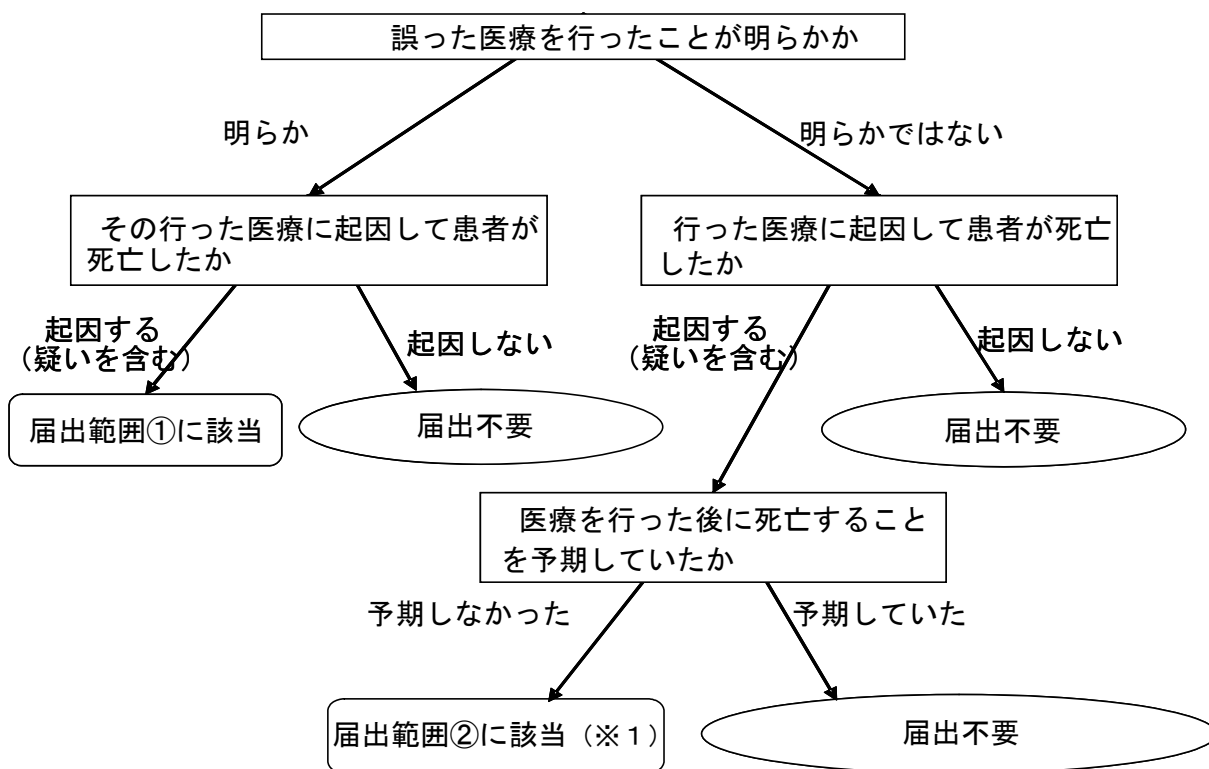 誤った医療を行ったことが明らかか
明らか
明らかではない
その行った医療に起因して患者が
死亡したか
行った医療に起因して患者が死亡
したか
起因する
（疑いを含む）
起因しない
起因する
（疑いを含む）
起因しない
届出範囲①に該当
届出不要
届出不要
医療を行った後に死亡すること
を予期していたか
予期しなかった
予期していた
届出範囲②に該当（※１）
届出不要